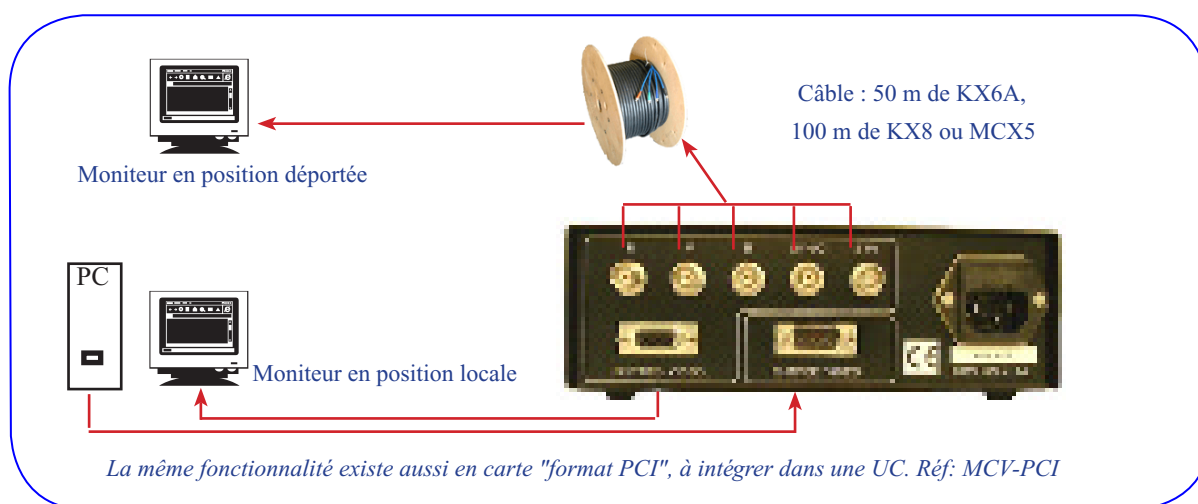 Câble : 50 m de KX6A,
100 m de KX8 ou MCX5
Moniteur en position déportée
PC
Moniteur en position locale
CE
La même fonctionnalité existe aussi en carte "format PCI", à intégrer dans une UC. Réf: MCV-PCI